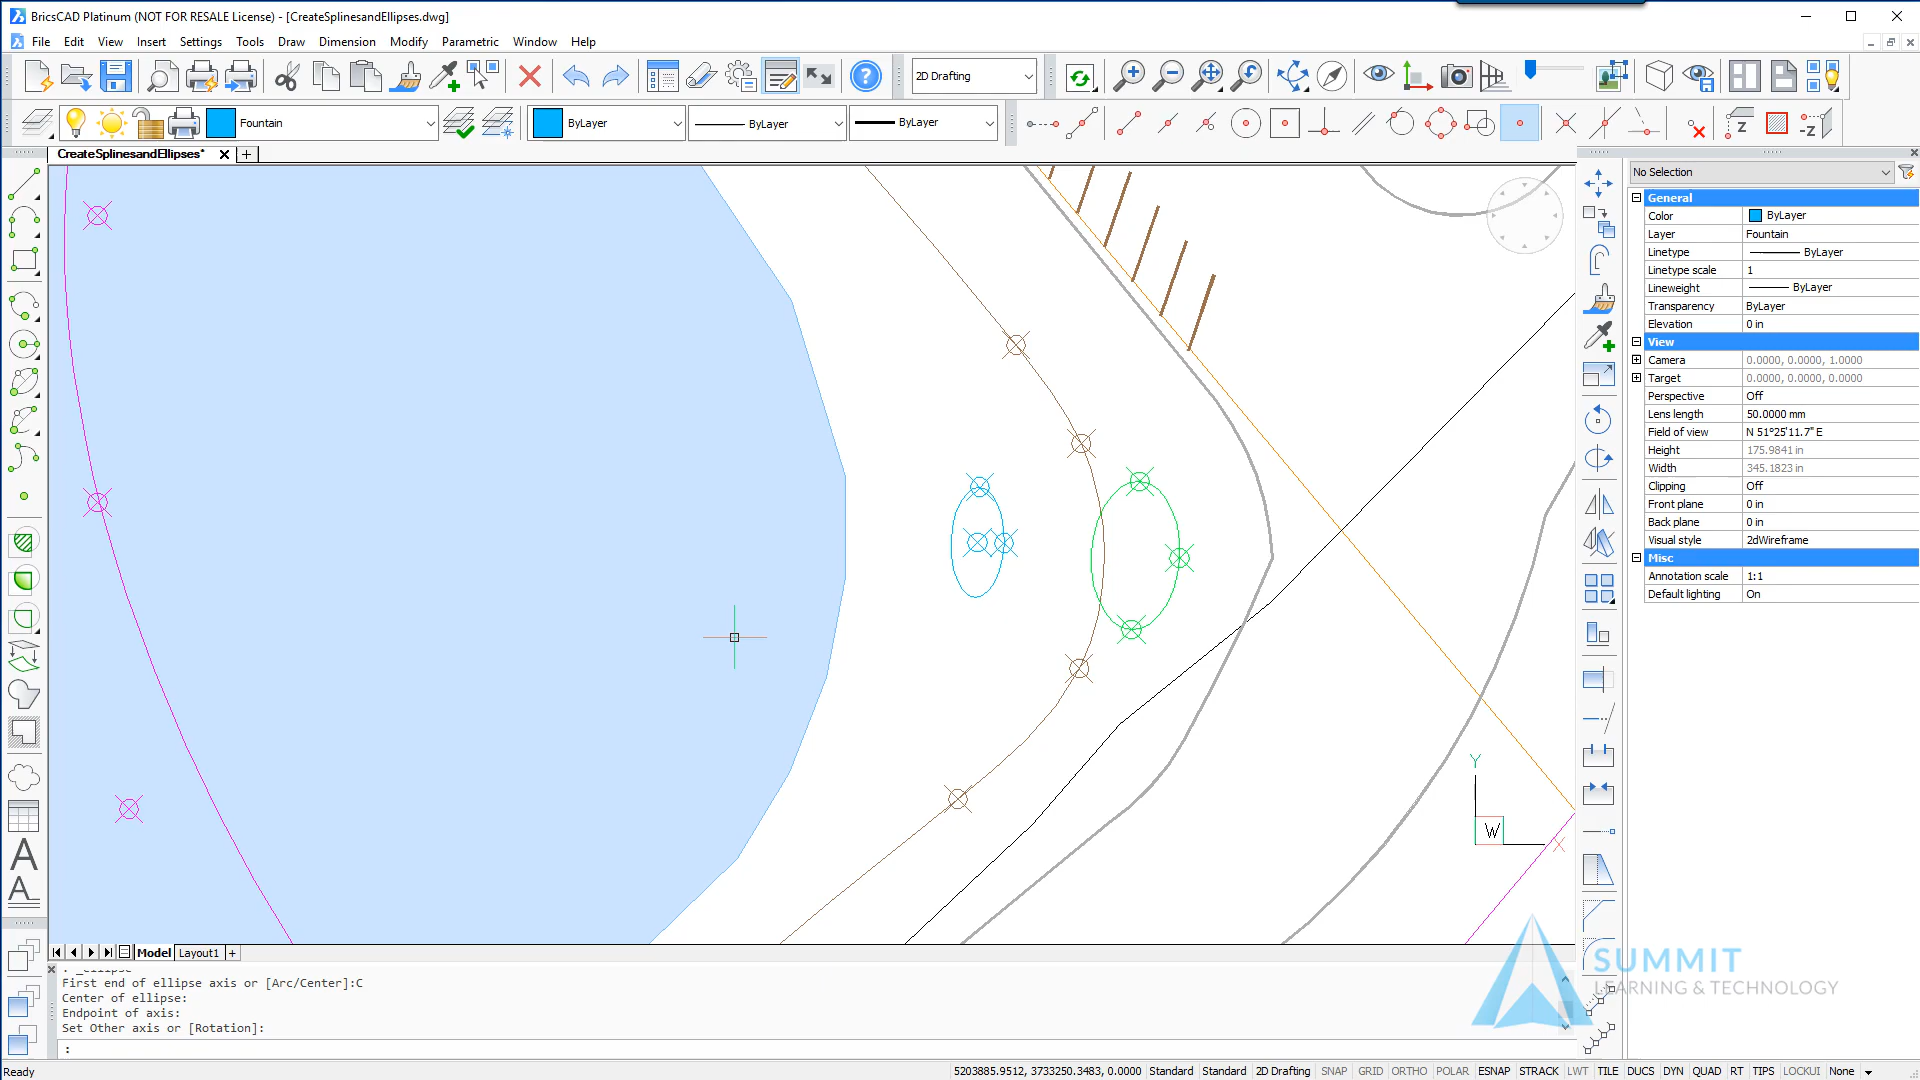 BricsCAD Platinum (NOT FOR RESALE License) - [CreateSplinesandEllipses.dwg]
File Edit View Insert Settings Tools Draw Dimension Modify Parametric Window Help
2D Drafting
Fountain
ByLayer
ByLayer
ByLayer
Z
-Z
CreateSplinesandEllipses*
No Selection
General
Color ByLayer
Layer Fountain
Linetype ByLayer
Linetype scale 1
Lineweight ByLayer
Transparency ByLayer
Elevation 0 in
View
Camera 0.0000, 0.0000, 1.0000
Target 0.0000, 0.0000, 0.0000
Perspective Off
Lens length 50.0000 mm
Field of view N 51°25'11.7" E
Height 175.9841 in
Width 345.1823 in
Clipping Off
Front plane 0 in
Back plane 0 in
Visual style 2dWireframe
Misc
Annotation scale 1:1
Default lighting On
Y
W
X
A
A
SUMMIT
LEARNING & TECHNOLOGY
Model Layout1 +
: _ellipse
First end of ellipse axis or [Arc/Center]:C
Center of ellipse:
Endpoint of axis:
Set Other axis or [Rotation]:
:
Ready
5203885.9512, 3733250.3483, 0.0000 Standard Standard 2D Drafting SNAP GRID ORTHO POLAR ESNAP STRACK LWT TILE DUCS DYN QUAD RT TIPS LOCKUI None